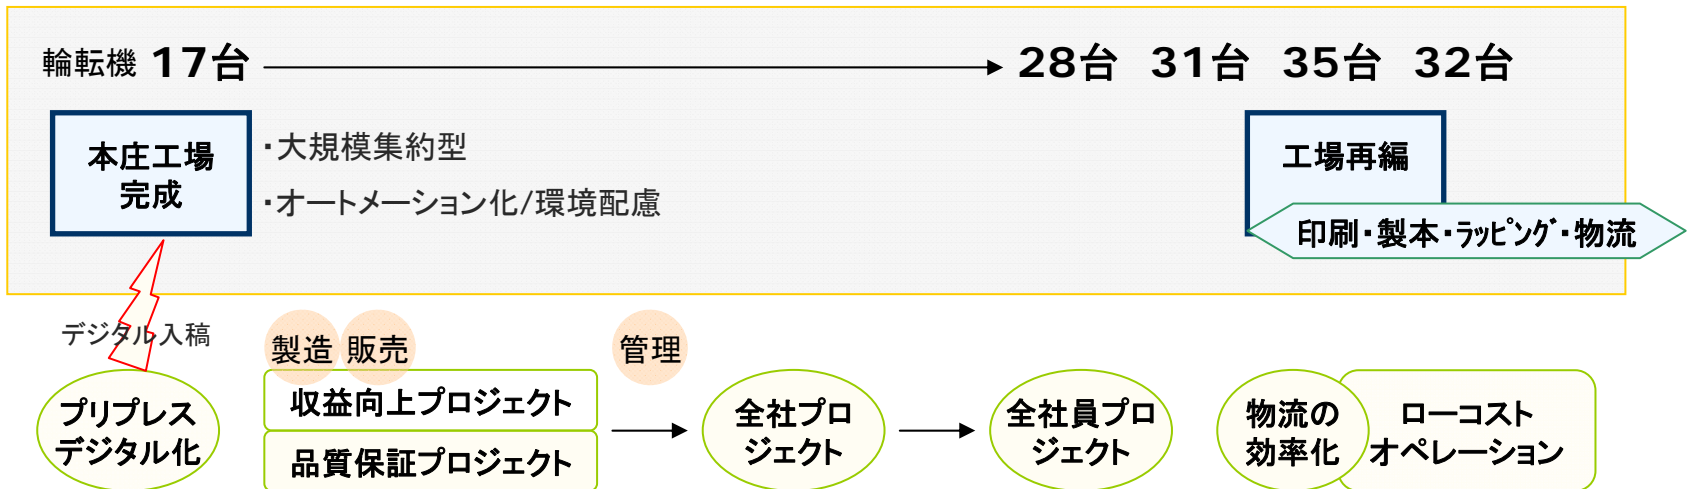 輪転機 17台 28台 31台 35台 32台
本庄工場
完成
・大規模集約型
・オートメーション化/環境配慮
工場再編
印刷・製本・ﾗｯﾋﾟﾝｸﾞ・物流
デジタル入稿
製造 販売 管理
プリプレス
デジタル化
収益向上プロジェクト
品質保証プロジェクト
全社プロ
ジェクト
全社員プロ
ジェクト
物流の
効率化
ローコスト
オペレーション